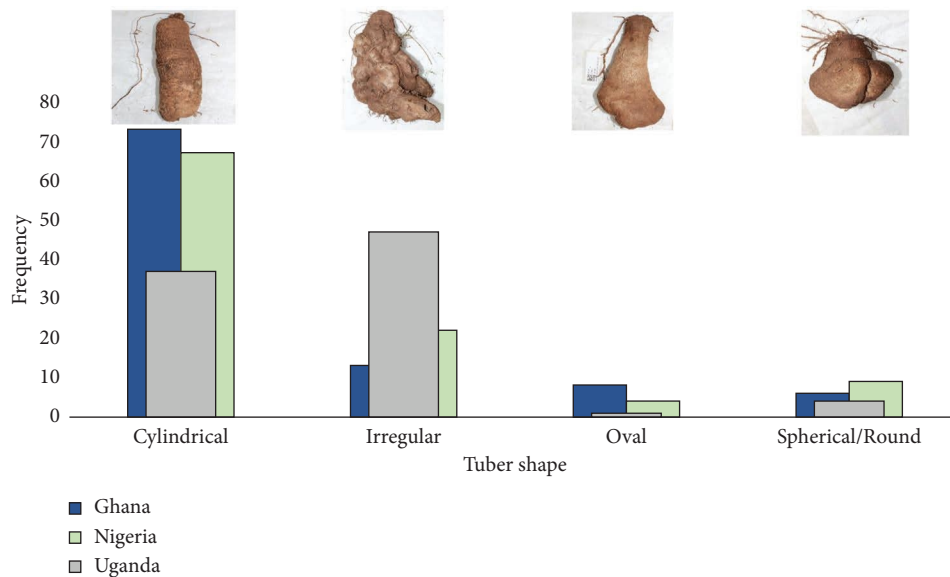 80
70
60
50
40
30
20
10
0
Frequency
Cylindrical
Irregular
Oval
Spherical/Round
Tuber shape
Ghana
Nigeria
Uganda